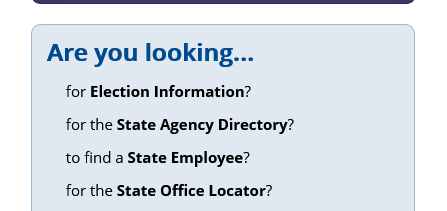 Are you looking...
for Election Information?
for the State Agency Directory?
to find a State Employee?
for the State Office Locator?